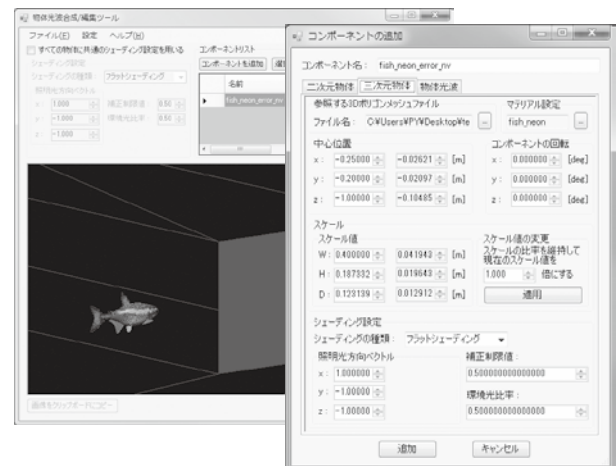 物体光波合成/編集ツール
ファイル(F) 設定 ヘルプ(H)
すべての物体に共通のシェーディング設定を用いる
シェーディング設定
シェーディングの種類 フラットシェーディング
照明光方向ベクトル
x: 1.000 補正制限値 0.50
y: -1.000 環境光比率 0.50
z: -1.000
コンポーネントリスト
コンポーネントを追加
名前
fish_neon_error_nv
画像をクリップボードにコピー
コンポーネントの追加
コンポーネント名: fish_neon_error_nv
二次元物体 三次元物体 物体光波
参照する3Dポリゴンメッシュファイル
ファイル名: C:¥Users¥PY¥Desktop¥te ...
マテリアル設定
fish_neon ...
中心位置
x: -0.25000 -0.02621 [m]
y: -0.20000 -0.02097 [m]
z: -1.00000 -0.10485 [m]
コンポーネントの回転
x: 0.000000 [deg]
y: 0.000000 [deg]
z: 0.000000 [deg]
スケール
スケール値
W: 0.400000 0.041943 [m]
H: 0.187332 0.019643 [m]
D: 0.123139 0.012912 [m]
スケール値の変更
スケールの比率を維持して
現在のスケール値を
1.000 倍にする
適用
シェーディング設定
シェーディングの種類: フラットシェーディング
照明光方向ベクトル
x: 1.000000
y: -1.00000
z: -1.00000
補正制限値:
0.500000000000000
環境光比率:
0.500000000000000
追加 キャンセル